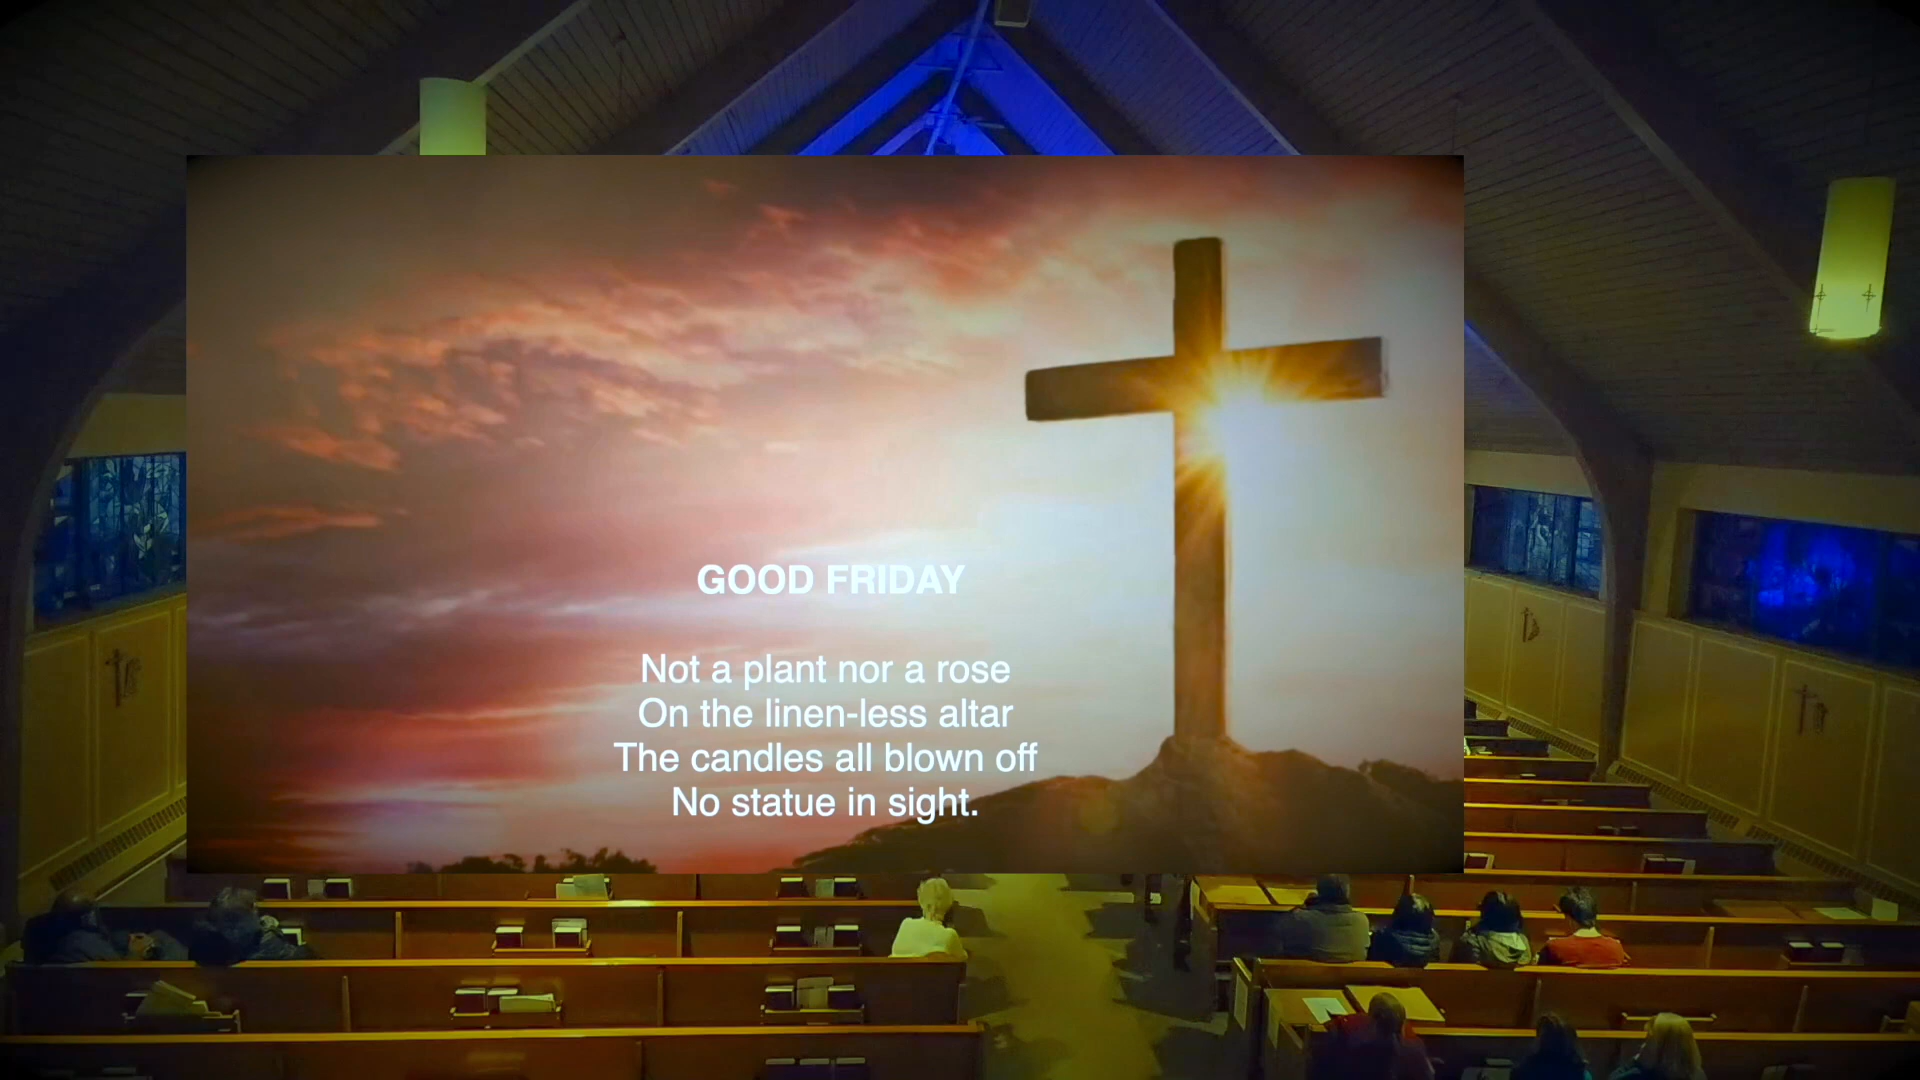 GOOD FRIDAY
Not a plant nor a rose
On the linen-less altar
The candles all blown off
No statue in sight.